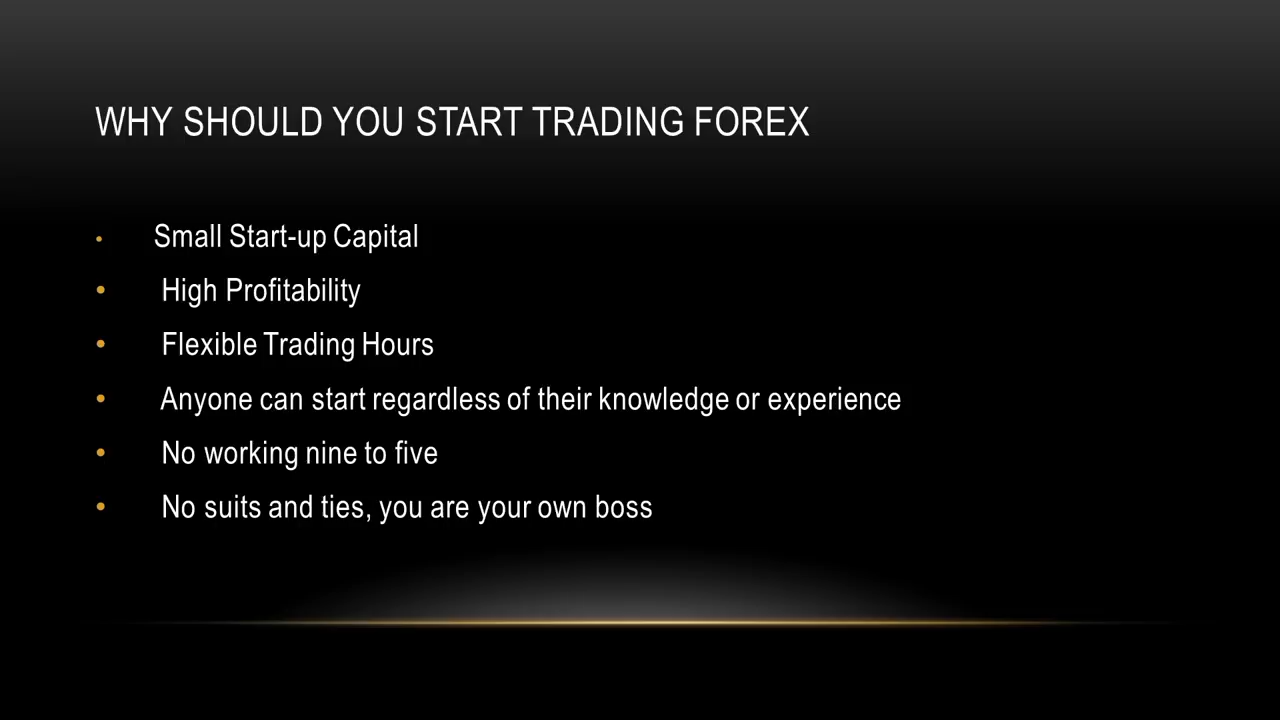 WHY SHOULD YOU START TRADING FOREX
• Small Start-up Capital
• High Profitability
• Flexible Trading Hours
• Anyone can start regardless of their knowledge or experience
• No working nine to five
• No suits and ties, you are your own boss